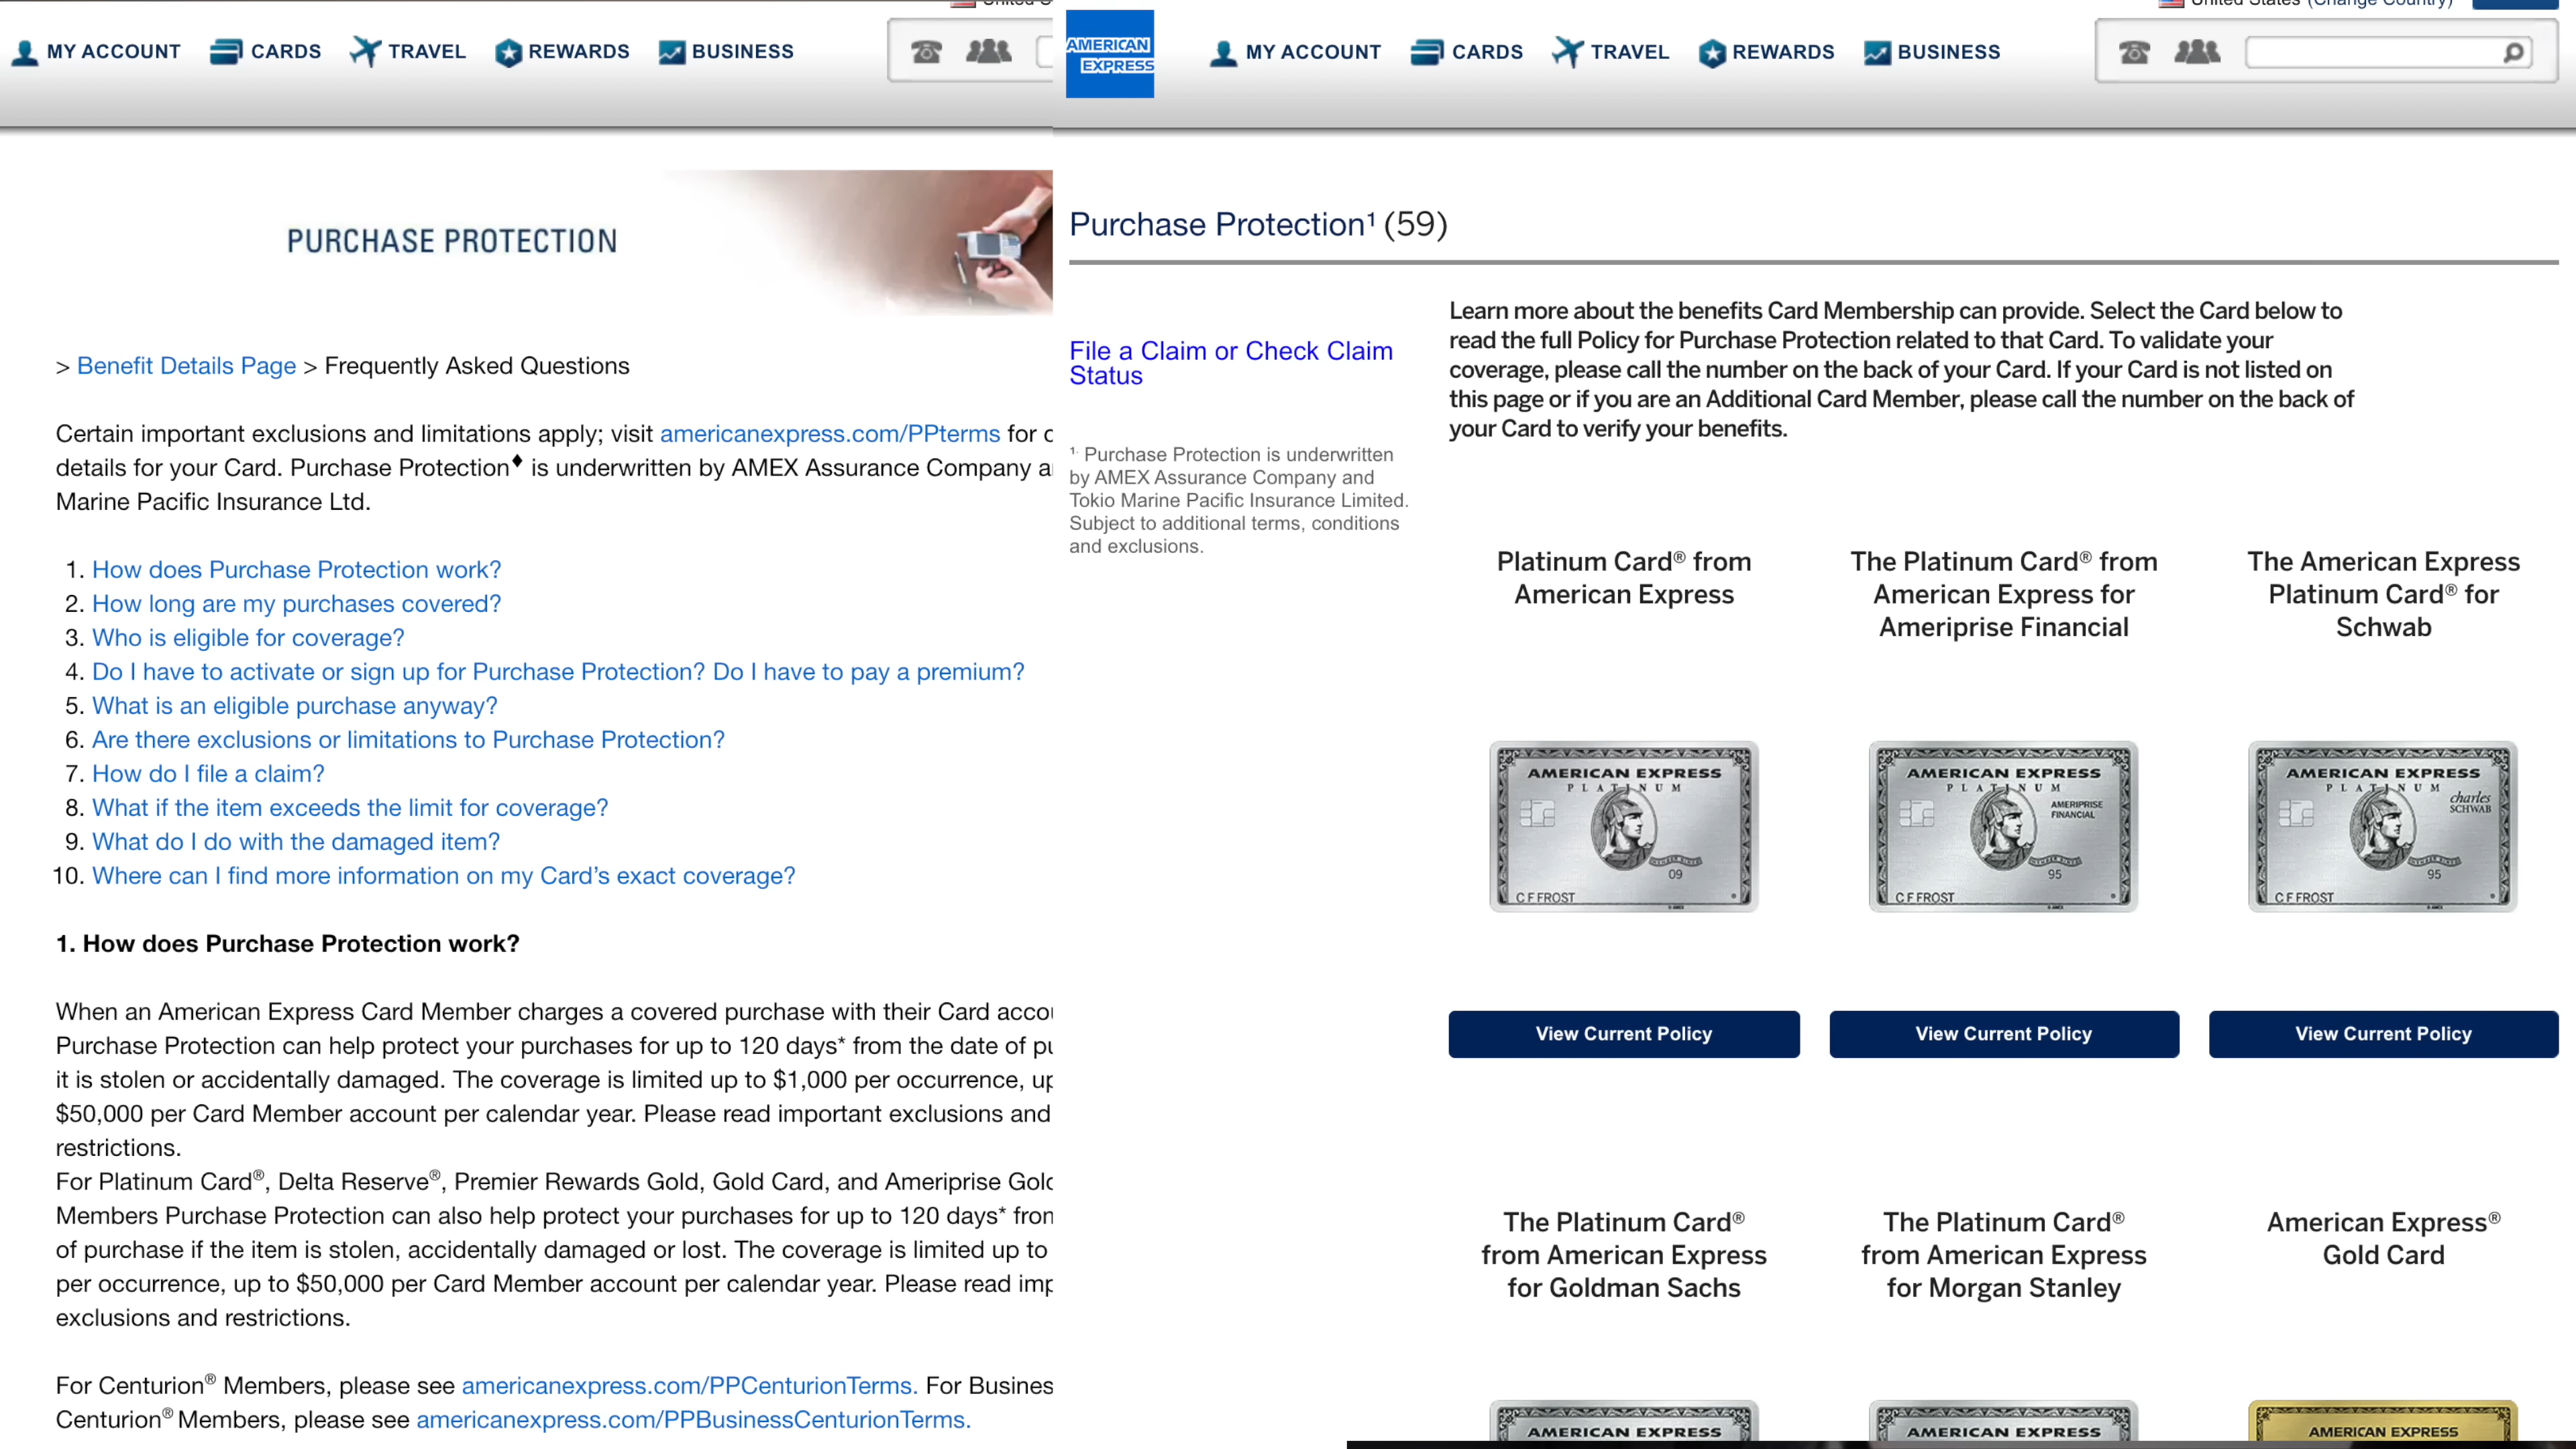 MY ACCOUNT CARDS TRAVEL REWARDS BUSINESS
PURCHASE PROTECTION
> Benefit Details Page > Frequently Asked Questions
Certain important exclusions and limitations apply; visit americanexpress.com/PPterms for
details for your Card. Purchase Protection♦ is underwritten by AMEX Assurance Company
Marine Pacific Insurance Ltd.
1. How does Purchase Protection work?
2. How long are my purchases covered?
3. Who is eligible for coverage?
4. Do I have to activate or sign up for Purchase Protection? Do I have to pay a premium?
5. What is an eligible purchase anyway?
6. Are there exclusions or limitations to Purchase Protection?
7. How do I file a claim?
8. What if the item exceeds the limit for coverage?
9. What do I do with the damaged item?
10. Where can I find more information on my Card's exact coverage?
1. How does Purchase Protection work?
When an American Express Card Member charges a covered purchase with their Card
Purchase Protection can help protect your purchases for up to 120 days* from the date of
it is stolen or accidentally damaged. The coverage is limited up to $1,000 per occurrence,
$50,000 per Card Member account per calendar year. Please read important exclusions and
restrictions.
For Platinum Card®, Delta Reserve®, Premier Rewards Gold, Gold Card, and Ameriprise
Members Purchase Protection can also help protect your purchases for up to 120 days*
of purchase if the item is stolen, accidentally damaged or lost. The coverage is limited up to
per occurrence, up to $50,000 per Card Member account per calendar year. Please read
exclusions and restrictions.
For Centurion® Members, please see americanexpress.com/PPCenturionTerms. For
Centurion® Members, please see americanexpress.com/PPBusinessCenturionTerms.
United States (Change Country)
AMERICAN
EXPRESS
MY ACCOUNT CARDS TRAVEL REWARDS BUSINESS
Purchase Protection¹ (59)
File a Claim or Check Claim
Status
¹· Purchase Protection is underwritten
by AMEX Assurance Company and
Tokio Marine Pacific Insurance Limited.
Subject to additional terms, conditions
and exclusions.
Learn more about the benefits Card Membership can provide. Select the Card below to
read the full Policy for Purchase Protection related to that Card. To validate your
coverage, please call the number on the back of your Card. If your Card is not listed on
this page or if you are an Additional Card Member, please call the number on the back of
your Card to verify your benefits.
Platinum Card® from
American Express
AMERICAN EXPRESS
PLATINUM
09
C F FROST
View Current Policy
The Platinum Card® from
American Express for
Ameriprise Financial
AMERICAN EXPRESS
PLATINUM
AMERIPRISE
FINANCIAL
95
C F FROST
View Current Policy
The American Express
Platinum Card® for
Schwab
AMERICAN EXPRESS
PLATINUM
charles
SCHWAB
95
C F FROST
View Current Policy
The Platinum Card®
from American Express
for Goldman Sachs
AMERICAN EXPRESS
The Platinum Card®
from American Express
for Morgan Stanley
AMERICAN EXPRESS
American Express®
Gold Card
AMERICAN EXPRESS